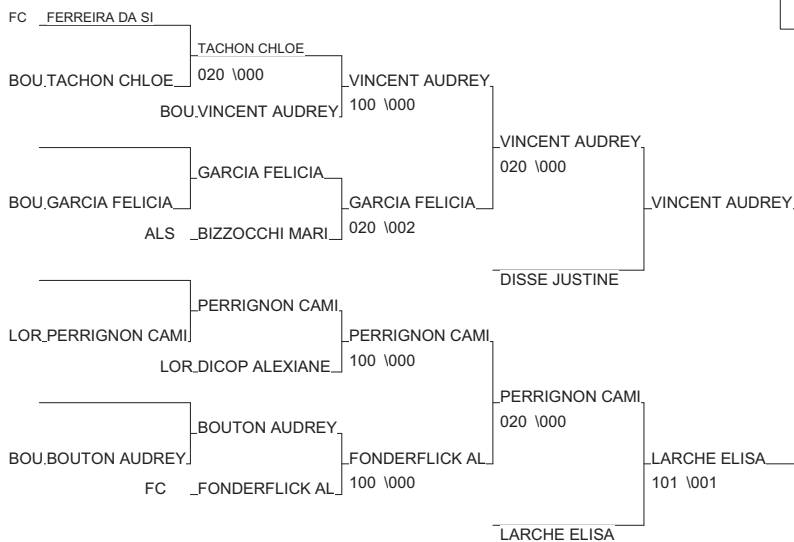 FC FERREIRA DA SI
TACHON CHLOE
020 \000
BOU TACHON CHLOE
VINCENT AUDREY
100 \000
BOU VINCENT AUDREY
VINCENT AUDREY
020 \000
GARCIA FELICIA
BOU GARCIA FELICIA
GARCIA FELICIA
020 \002
VINCENT AUDREY
ALS BIZZOCCHI MARI
DISSE JUSTINE
PERRIGNON CAMI
LOR PERRIGNON CAMI
PERRIGNON CAMI
100 \000
LOR DICOP ALEXIANE
PERRIGNON CAMI
020 \000
BOUTON AUDREY
BOU BOUTON AUDREY
FONDERFLICK AL
100 \000
LARCHE ELISA
101 \001
FC FONDERFLICK AL
LARCHE ELISA